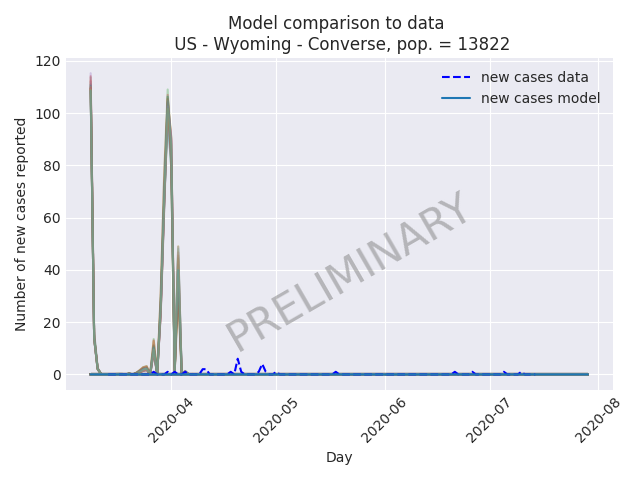 Model comparison to data
US - Wyoming - Converse, pop. = 13822
120
100
80
60
40
20
0
Number of new cases reported
new cases data
new cases model
PRELIMINARY
2020-04
2020-05
2020-06
2020-07
2020-08
Day